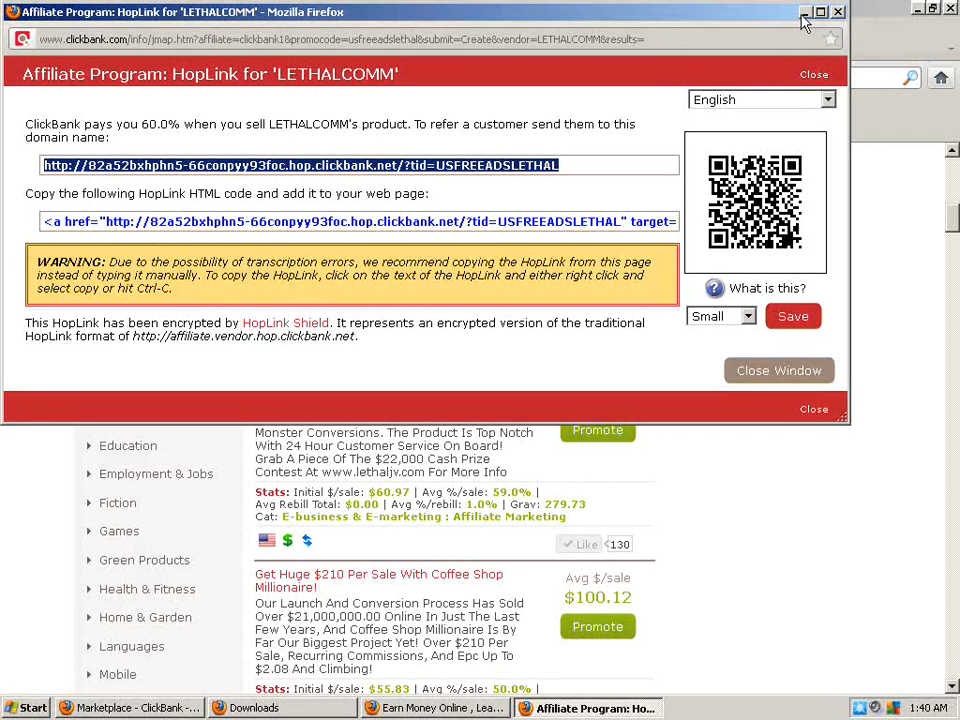 Affiliate Program: HopLink for 'LETHALCOMM' - Mozilla Firefox
www.clickbank.com/info/jmap.htm?affiliate=clickbank1&promocode=usfreeadslethal&submit=Create&vendor=LETHALCOMM&results=
Affiliate Program: HopLink for 'LETHALCOMM'
Close
English
ClickBank pays you 60.0% when you sell LETHALCOMM's product. To refer a customer send them to this
domain name:
http://82a52bxhphn5-66conpyy93foc.hop.clickbank.net/?tid=USFREEADSLETHAL
Copy the following HopLink HTML code and add it to your web page:
<a href="http://82a52bxhphn5-66conpyy93foc.hop.clickbank.net/?tid=USFREEADSLETHAL" target=
WARNING: Due to the possibility of transcription errors, we recommend copying the HopLink from this page
instead of typing it manually. To copy the HopLink, click on the text of the HopLink and either right click and
select copy or hit Ctrl-C.
What is this?
Small
Save
This HopLink has been encrypted by HopLink Shield. It represents an encrypted version of the traditional
HopLink format of http://affiliate.vendor.hop.clickbank.net.
Close Window
Close
Education
Employment & Jobs
Fiction
Games
Green Products
Health & Fitness
Home & Garden
Languages
Mobile
Monster Conversions. The Product Is Top Notch
With 24 Hour Customer Service On Board!
Grab A Piece Of The $22,000 Cash Prize
Contest At www.lethaljv.com For More Info
Promote
Stats: Initial $/sale: $60.97 | Avg %/sale: 59.0% |
Avg Rebill Total: $0.00 | Avg %/rebill: 1.0% | Grav: 279.73
Cat: E-business & E-marketing : Affiliate Marketing
$
Like
130
Get Huge $210 Per Sale With Coffee Shop
Millionaire!
Our Launch And Conversion Process Has Sold
Over $21,000,000.00 Online In Just The Last
Few Years, And Coffee Shop Millionaire Is By
Far Our Biggest Project Yet! Over $210 Per
Sale, Recurring Commissions, And Epc Up To
$2.08 And Climbing!
Avg $/sale
$100.12
Promote
Stats: Initial $/sale: $55.83 | Avg %/sale: 50.0% |
Start
Marketplace - ClickBank -...
Downloads
Earn Money Online , Lea...
Affiliate Program: Ho...
1:40 AM